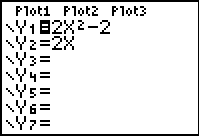 Plot1 Plot2 Plot3
\Y₁=2X²-2
\Y₂=2X
\Y₃=
\Y₄=
\Y₅=
\Y₆=
\Y₇=